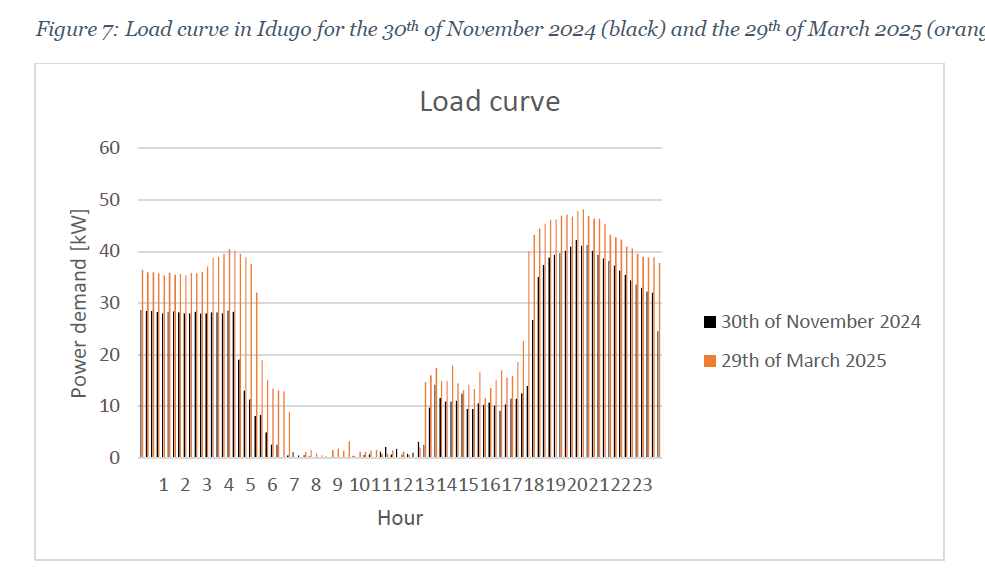 Figure 7: Load curve in Idugo for the 30th of November 2024 (black) and the 29th of March 2025 (orang
Load curve
60
50
40
30
20
10
0
Power demand [kW]
1 2 3 4 5 6 7 8 9 10 11 12 13 14 15 16 17 18 19 20 21 22 23
Hour
30th of November 2024
29th of March 2025